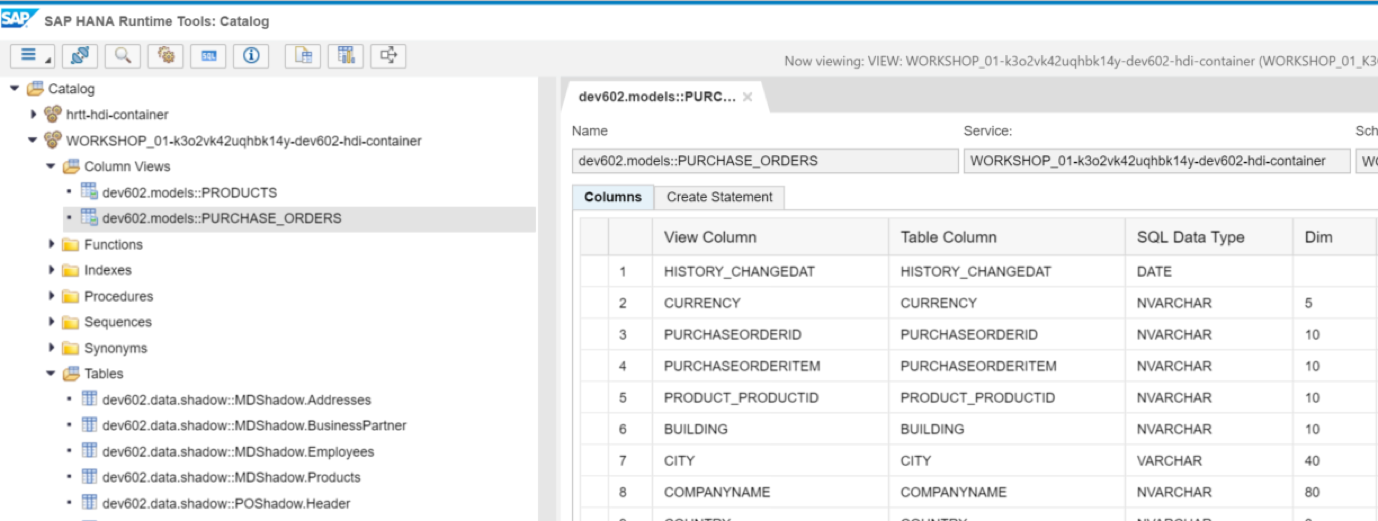 SAP SAP HANA Runtime Tools: Catalog
SQL
Now viewing: VIEW: WORKSHOP_01-k3o2vk42uqhbk14y-dev602-hdi-container (WORKSHOP_01_K3
Catalog
hrtt-hdi-container
WORKSHOP_01-k3o2vk42uqhbk14y-dev602-hdi-container
Column Views
dev602.models::PRODUCTS
dev602.models::PURCHASE_ORDERS
Functions
Indexes
Procedures
Sequences
Synonyms
Tables
dev602.data.shadow::MDShadow.Addresses
dev602.data.shadow::MDShadow.BusinessPartner
dev602.data.shadow::MDShadow.Employees
dev602.data.shadow::MDShadow.Products
dev602.data.shadow::POShadow.Header
dev602.models::PURC...
Name Service: Sch
dev602.models::PURCHASE_ORDERS WORKSHOP_01-k3o2vk42uqhbk14y-dev602-hdi-container
Columns Create Statement
View Column Table Column SQL Data Type Dim
1 HISTORY_CHANGEDAT HISTORY_CHANGEDAT DATE
2 CURRENCY CURRENCY NVARCHAR 5
3 PURCHASEORDERID PURCHASEORDERID NVARCHAR 10
4 PURCHASEORDERITEM PURCHASEORDERITEM NVARCHAR 10
5 PRODUCT_PRODUCTID PRODUCT_PRODUCTID NVARCHAR 10
6 BUILDING BUILDING NVARCHAR 10
7 CITY CITY VARCHAR 40
8 COMPANYNAME COMPANYNAME NVARCHAR 80